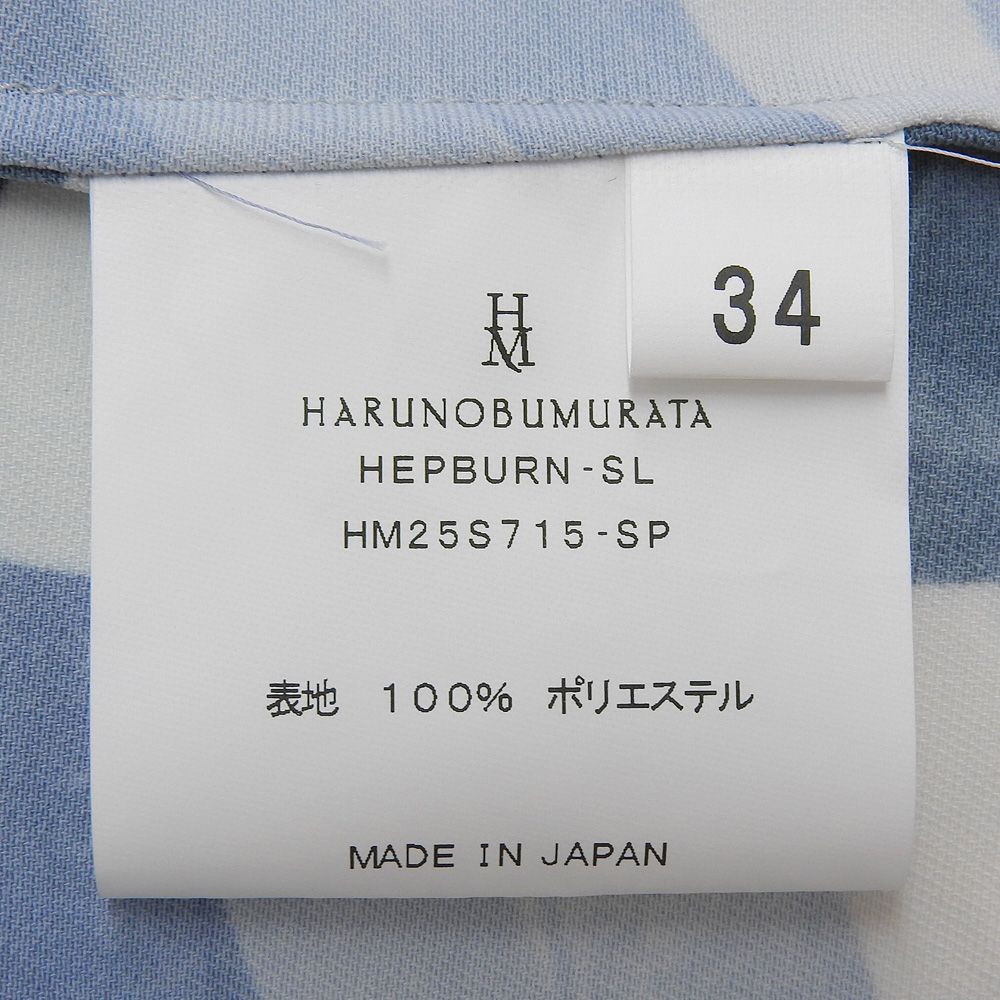 34
HM
HARUNOBUMURATA
HEPBURN-SL
HM25S715-SP
表地 100% ポリエステル
MADE IN JAPAN